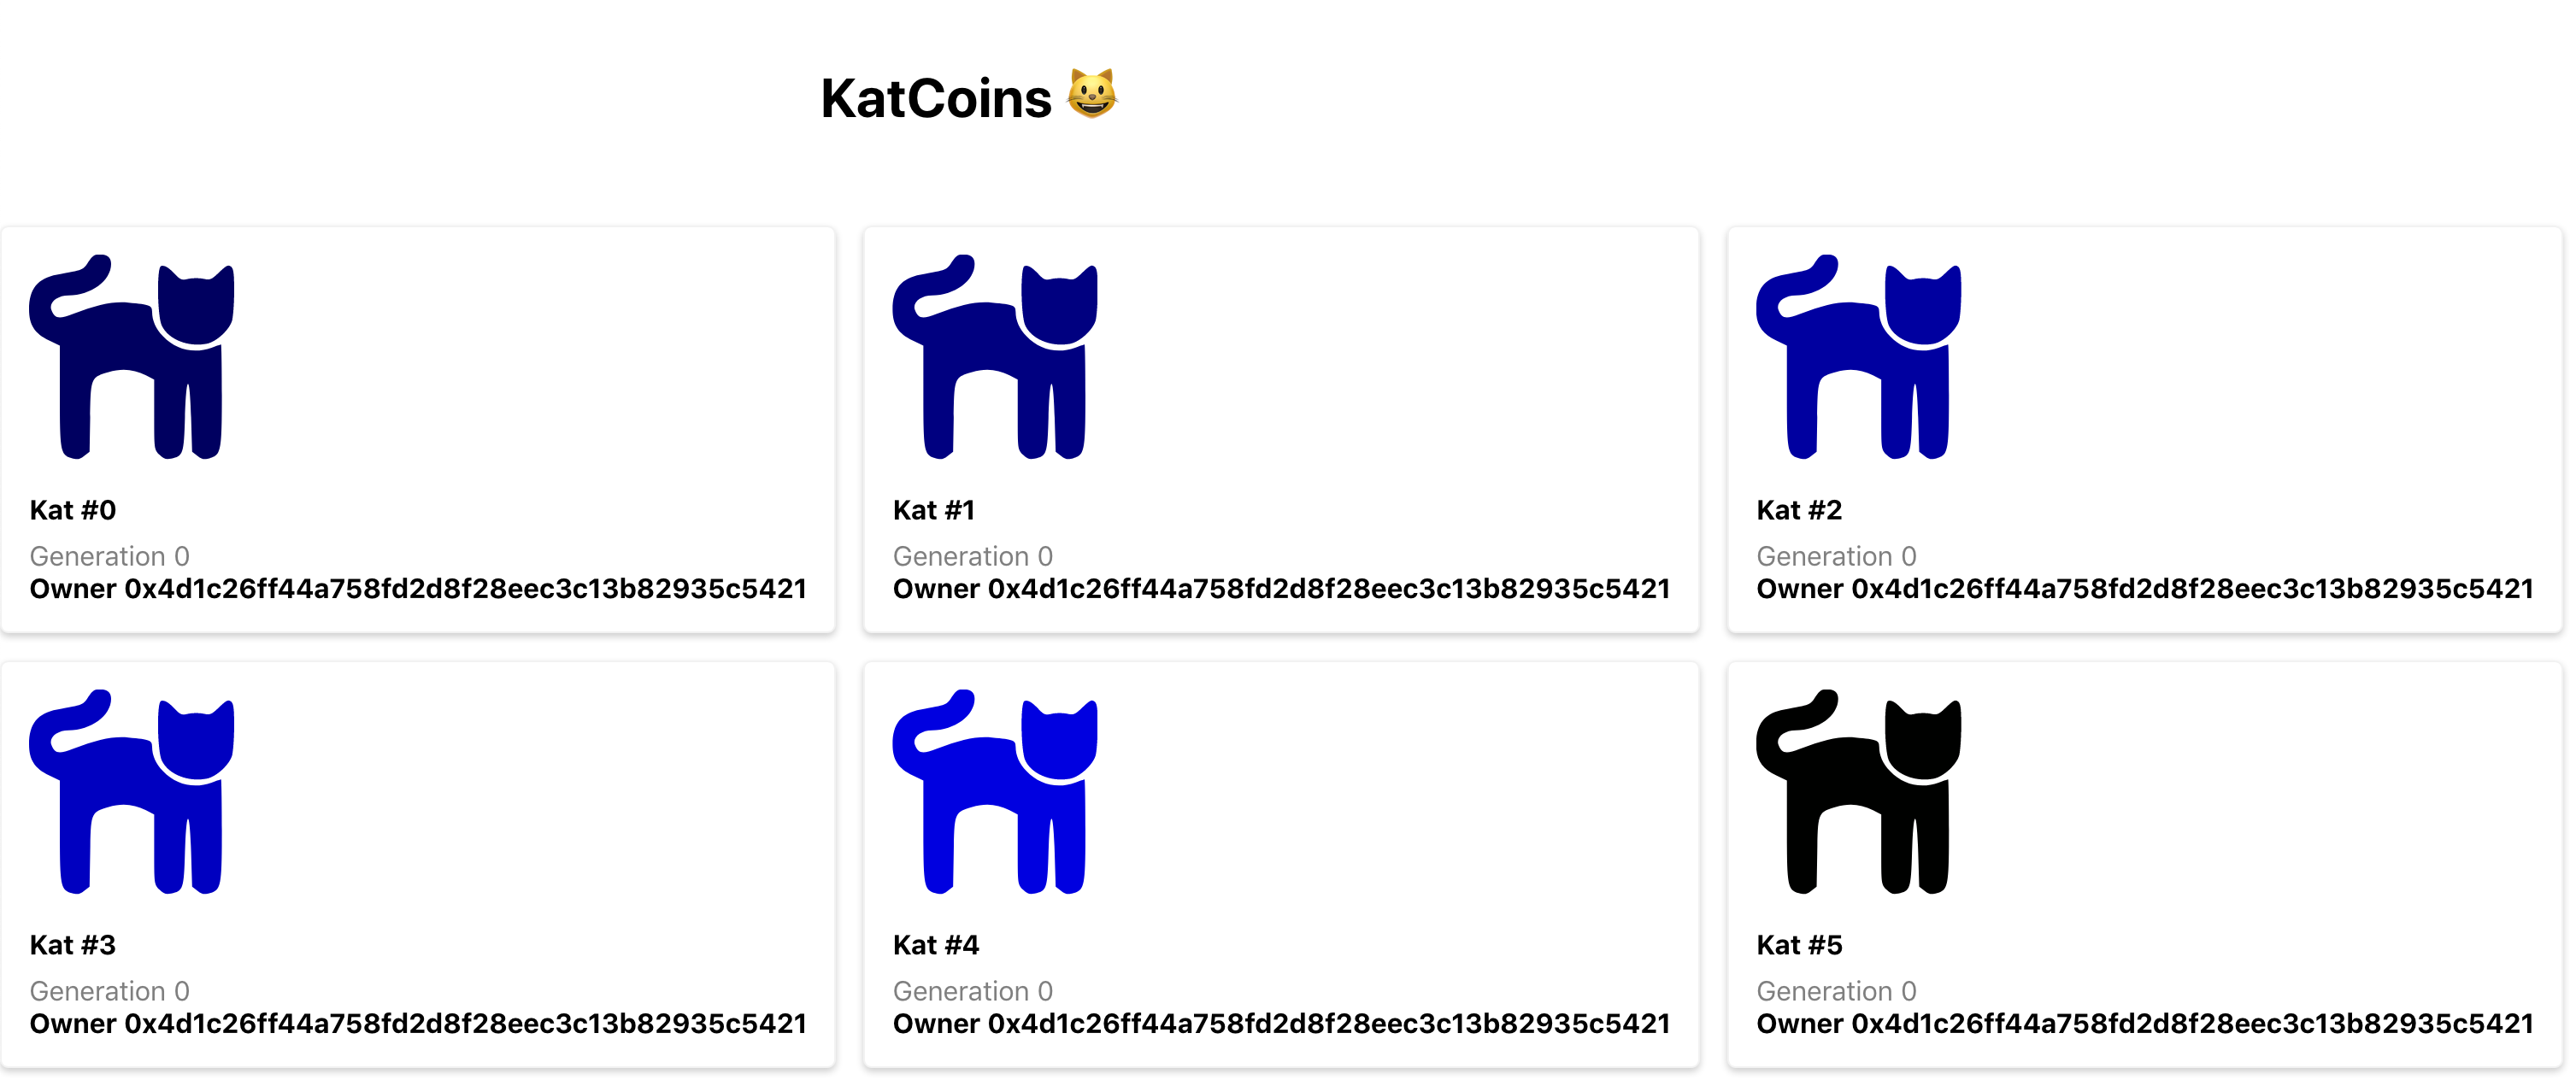 KatCoins 😺
Kat #0
Generation 0
Owner 0x4d1c26ff44a758fd2d8f28eec3c13b82935c5421
Kat #1
Generation 0
Owner 0x4d1c26ff44a758fd2d8f28eec3c13b82935c5421
Kat #2
Generation 0
Owner 0x4d1c26ff44a758fd2d8f28eec3c13b82935c5421
Kat #3
Generation 0
Owner 0x4d1c26ff44a758fd2d8f28eec3c13b82935c5421
Kat #4
Generation 0
Owner 0x4d1c26ff44a758fd2d8f28eec3c13b82935c5421
Kat #5
Generation 0
Owner 0x4d1c26ff44a758fd2d8f28eec3c13b82935c5421